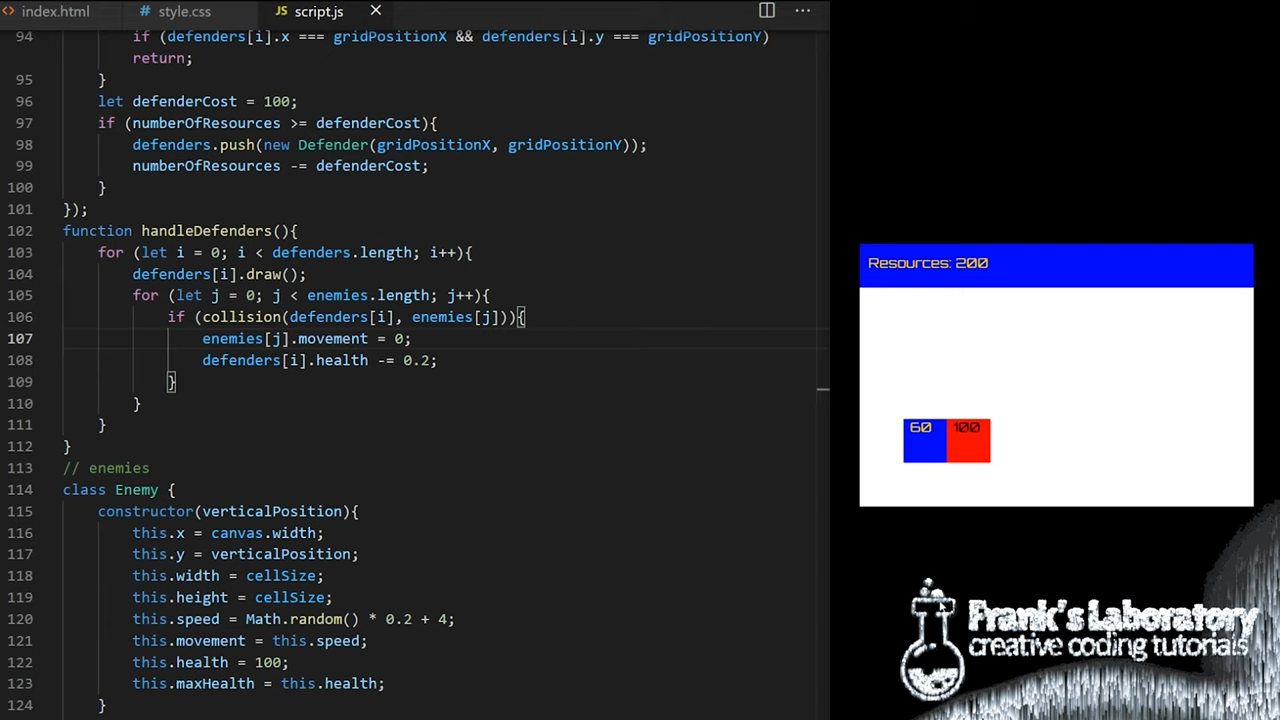 index.html
# style.css
JS script.js
94 if (defenders[i].x === gridPositionX && defenders[i].y === gridPositionY)
return;
95 }
96 let defenderCost = 100;
97 if (numberOfResources >= defenderCost){
98 defenders.push(new Defender(gridPositionX, gridPositionY));
99 numberOfResources -= defenderCost;
100 }
101 });
102 function handleDefenders(){
103 for (let i = 0; i < defenders.length; i++){
104 defenders[i].draw();
105 for (let j = 0; j < enemies.length; j++){
106 if (collision(defenders[i], enemies[j])){
107 enemies[j].movement = 0;
108 defenders[i].health -= 0.2;
109 }
110 }
111 }
112 }
113 // enemies
114 class Enemy {
115 constructor(verticalPosition){
116 this.x = canvas.width;
117 this.y = verticalPosition;
118 this.width = cellSize;
119 this.height = cellSize;
120 this.speed = Math.random() * 0.2 + 4;
121 this.movement = this.speed;
122 this.health = 100;
123 this.maxHealth = this.health;
124 }
Resources: 200
60 100
Frank's Laboratory
creative coding tutorials